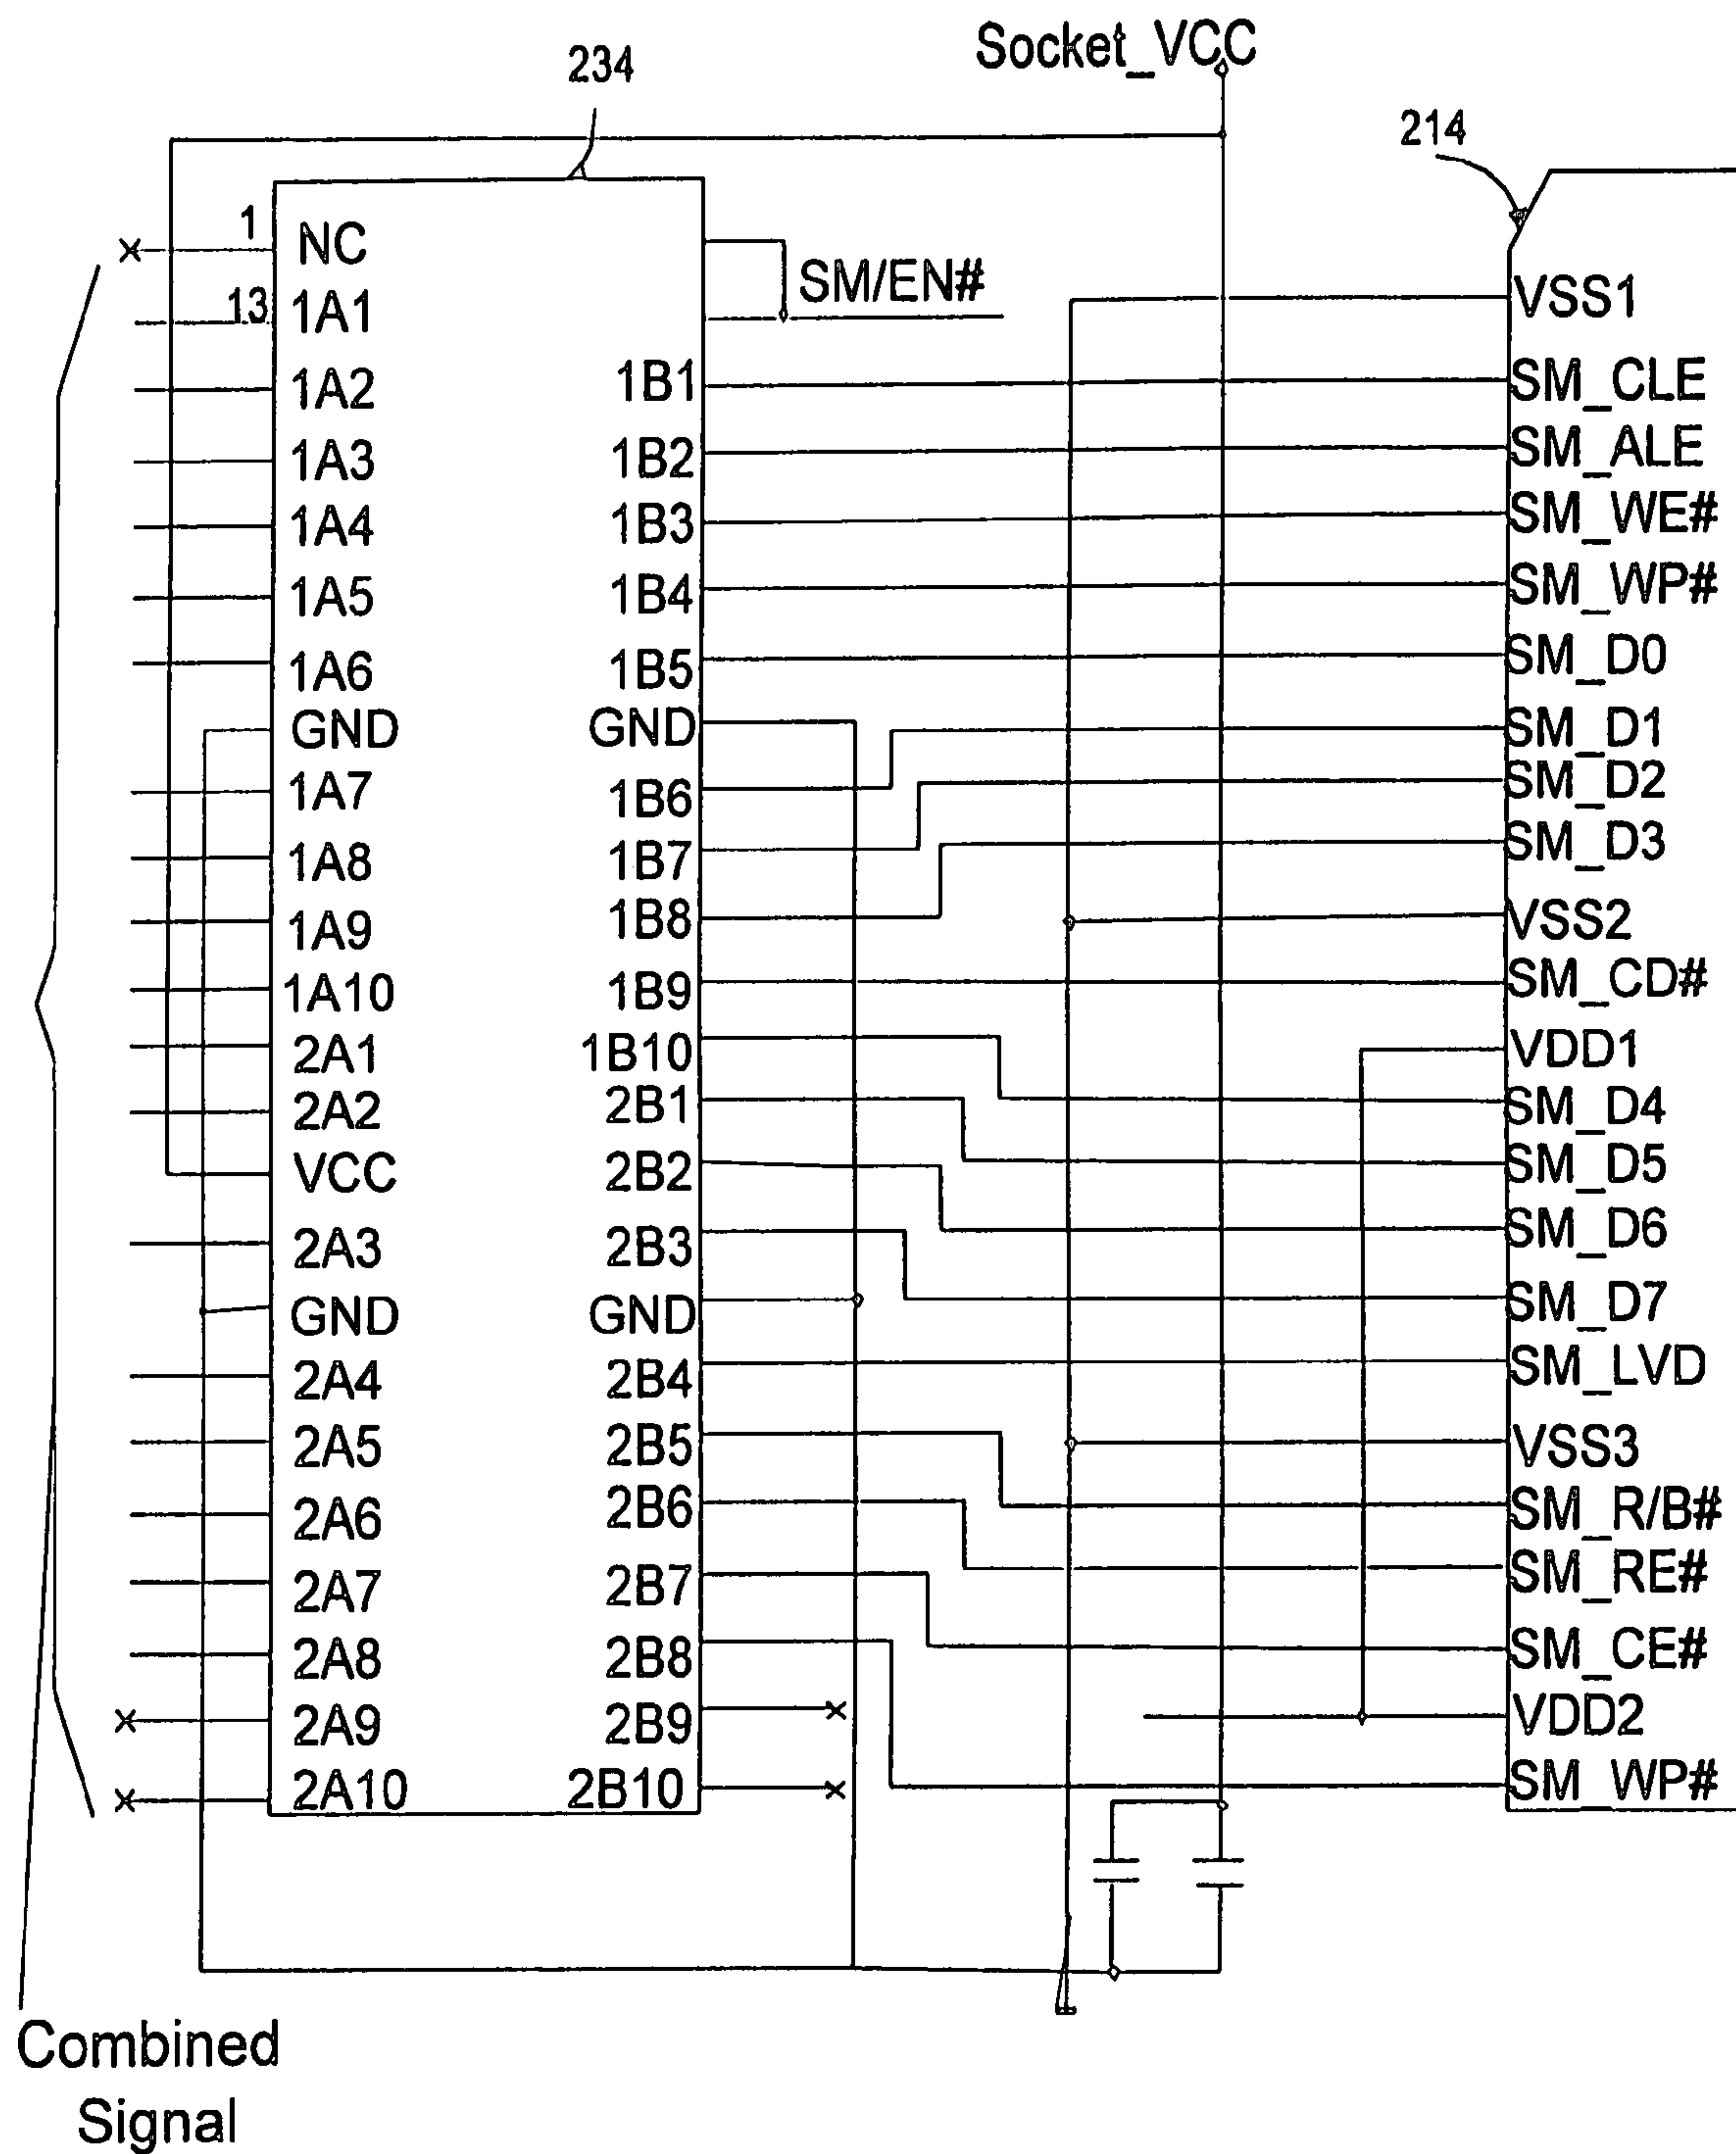 Socket_VCC
234
214
1
NC
SM/EN#
13
1A1
VSS1
1A2
1B1
SM_CLE
1A3
1B2
SM_ALE
1A4
1B3
SM_WE#
1A5
1B4
SM_WP#
1A6
1B5
SM_D0
GND
GND
SM_D1
1A7
1B6
SM_D2
1A8
1B7
SM_D3
1A9
1B8
VSS2
1A10
1B9
SM_CD#
2A1
1B10
VDD1
2A2
2B1
SM_D4
VCC
2B2
SM_D5
2A3
2B3
SM_D6
GND
GND
SM_D7
2A4
2B4
SM_LVD
2A5
2B5
VSS3
2A6
2B6
SM_R/B#
2A7
2B7
SM_RE#
2A8
2B8
SM_CE#
2A9
2B9
VDD2
2A10
2B10
SM_WP#
Combined
Signal